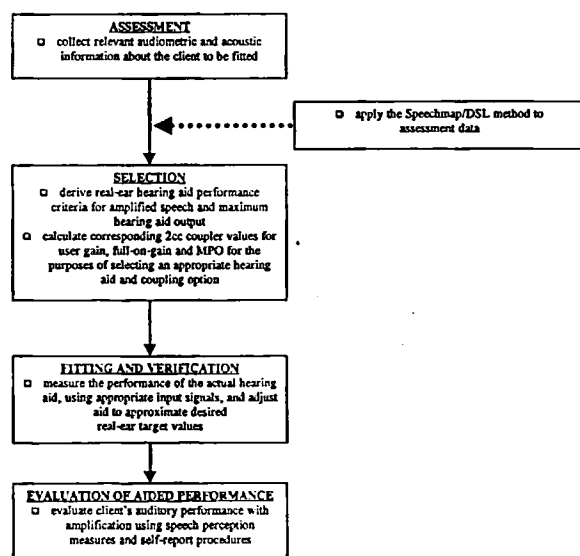 ASSESSMENT
❑ collect relevant audiometric and acoustic
information about the client to be fitted
❑ apply the Speechmap/DSL method to
assessment data
SELECTION
❑ derive real-ear hearing aid performance
criteria for amplified speech and maximum
hearing aid output
❑ calculate corresponding 2cc coupler values for
user gain, full-on-gain and MPO for the
purposes of selecting an appropriate hearing
aid and coupling option
FITTING AND VERIFICATION
❑ measure the performance of the actual hearing
aid, using appropriate input signals, and adjust
aid to approximate desired
real-ear target values
EVALUATION OF AIDED PERFORMANCE
❑ evaluate client's auditory performance with
amplification using speech perception
measures and self-report procedures